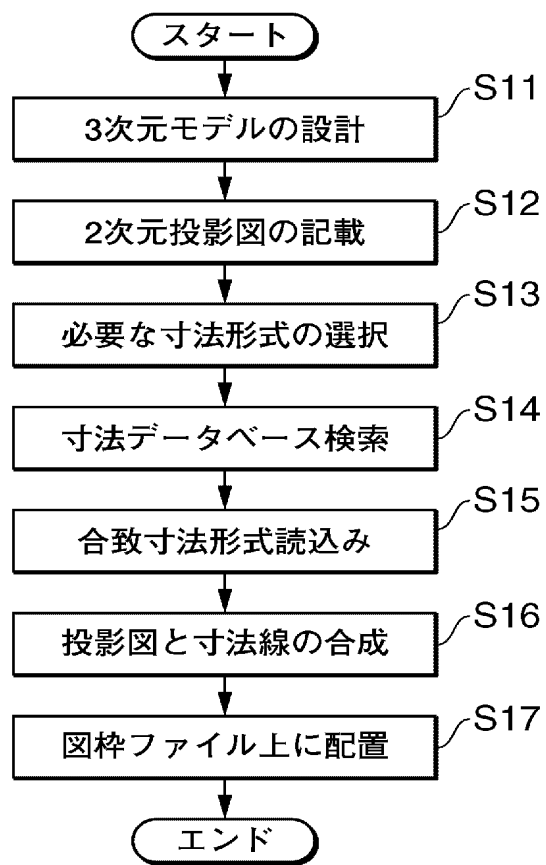 スタート
S11
3次元モデルの設計
S12
2次元投影図の記載
S13
必要な寸法形式の選択
S14
寸法データベース検索
S15
合致寸法形式読込み
S16
投影図と寸法線の合成
S17
図枠ファイル上に配置
エンド